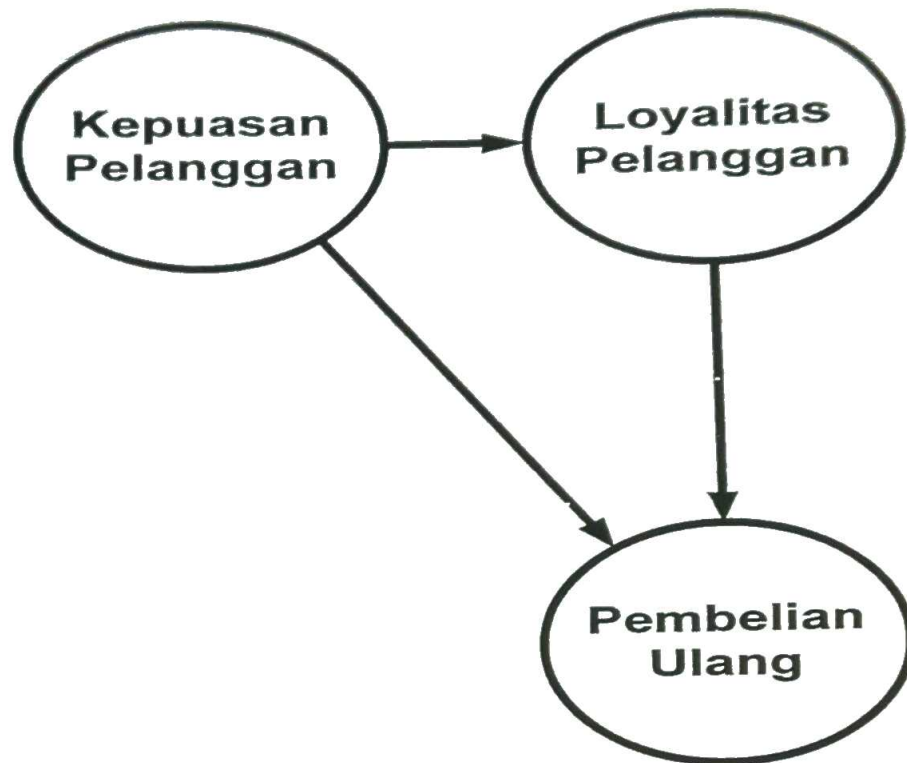 Kepuasan
Pelanggan
Loyalitas
Pelanggan
Pembelian
Ulang